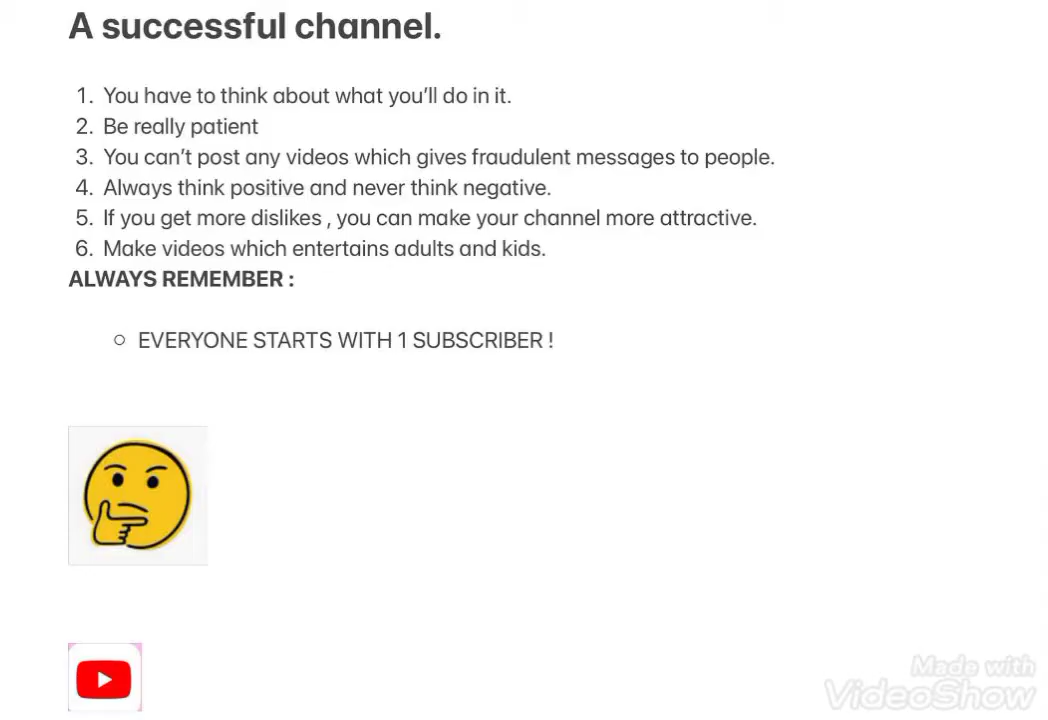 A successful channel.
1. You have to think about what you’ll do in it.
2. Be really patient
3. You can’t post any videos which gives fraudulent messages to people.
4. Always think positive and never think negative.
5. If you get more dislikes , you can make your channel more attractive.
6. Make videos which entertains adults and kids.
ALWAYS REMEMBER :
○ EVERYONE STARTS WITH 1 SUBSCRIBER !
Made with
VideoShow